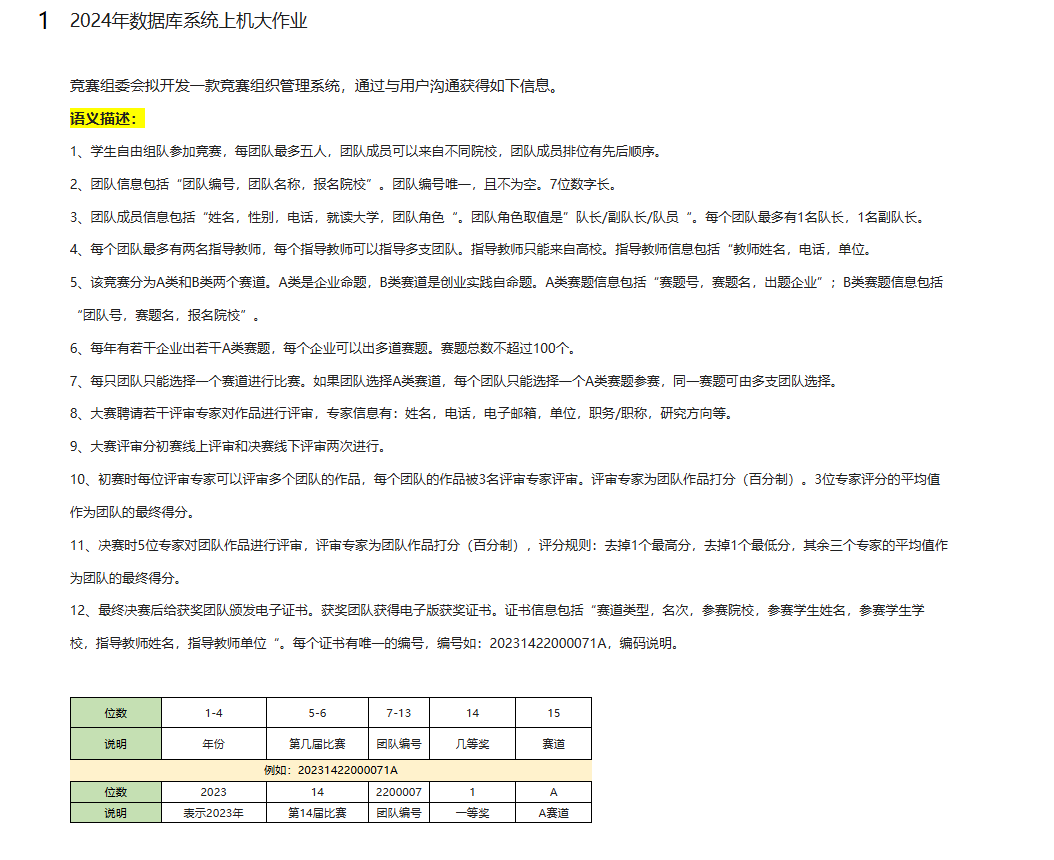 1 2024年数据库系统上机大作业
竞赛组委会拟开发一款竞赛组织管理系统，通过与用户沟通获得如下信息。
语义描述：
1、学生自由组队参加竞赛，每团队最多五人，团队成员可以来自不同院校，团队成员排位有先后顺序。
2、团队信息包括“团队编号，团队名称，报名院校”。团队编号唯一，且不为空。7位数字长。
3、团队成员信息包括“姓名，性别，电话，就读大学，团队角色“。团队角色取值是”队长/副队长/队员“。每个团队最多有1名队长，1名副队长。
4、每个团队最多有两名指导教师，每个指导教师可以指导多支团队。指导教师只能来自高校。指导教师信息包括“教师姓名，电话，单位。
5、该竞赛分为A类和B类两个赛道。A类是企业命题，B类赛道是创业实践自命题。A类赛题信息包括“赛题号，赛题名，出题企业”；B类赛题信息包括
“团队号，赛题名，报名院校”。
6、每年有若干企业出若干A类赛题，每个企业可以出多道赛题。赛题总数不超过100个。
7、每只团队只能选择一个赛道进行比赛。如果团队选择A类赛道，每个团队只能选择一个A类赛题参赛，同一赛题可由多支团队选择。
8、大赛聘请若干评审专家对作品进行评审，专家信息有：姓名，电话，电子邮箱，单位，职务/职称，研究方向等。
9、大赛评审分初赛线上评审和决赛线下评审两次进行。
10、初赛时每位评审专家可以评审多个团队的作品，每个团队的作品被3名评审专家评审。评审专家为团队作品打分（百分制）。3位专家评分的平均值
作为团队的最终得分。
11、决赛时5位专家对团队作品进行评审，评审专家为团队作品打分（百分制），评分规则：去掉1个最高分，去掉1个最低分，其余三个专家的平均值作
为团队的最终得分。
12、最终决赛后给获奖团队颁发电子证书。获奖团队获得电子版获奖证书。证书信息包括“赛道类型，名次，参赛院校，参赛学生姓名，参赛学生学
校，指导教师姓名，指导教师单位“。每个证书有唯一的编号，编号如：20231422000071A，编码说明。
位数 1-4 5-6 7-13 14 15
说明 年份 第几届比赛 团队编号 几等奖 赛道
例如：20231422000071A
位数 2023 14 2200007 1 A
说明 表示2023年 第14届比赛 团队编号 一等奖 A赛道